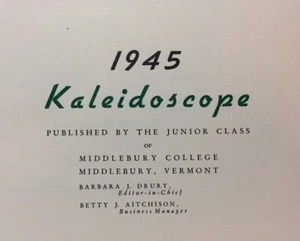 1945
Kaleidoscope
PUBLISHED BY THE JUNIOR CLASS
OF
MIDDLEBURY COLLEGE
MIDDLEBURY, VERMONT
BARBARA J. DRURY,
Editor-in-Chief
BETTY J. AITCHISON,
Business Manager